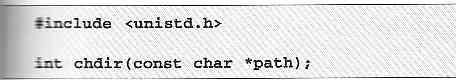 #include <unistd.h>
int chdir(const char *path);